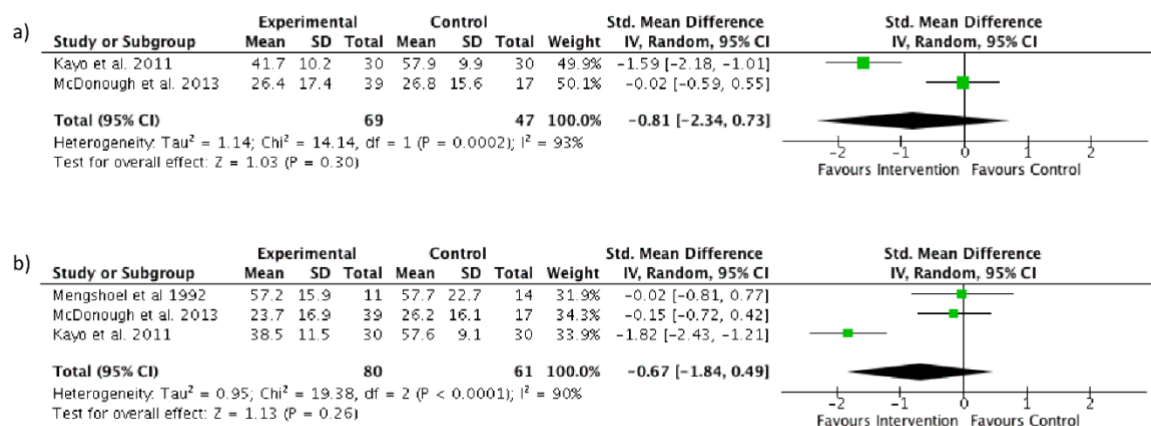 a)
Experimental Control Std. Mean Difference Std. Mean Difference
Study or Subgroup Mean SD Total Mean SD Total Weight IV, Random, 95% CI IV, Random, 95% CI
Kayo et al. 2011 41.7 10.2 30 57.9 9.9 30 49.9% -1.59 [-2.18, -1.01]
McDonough et al. 2013 26.4 17.4 39 26.8 15.6 17 50.1% -0.02 [-0.59, 0.55]
Total (95% CI) 69 47 100.0% -0.81 [-2.34, 0.73]
Heterogeneity: Tau² = 1.14; Chi² = 14.14, df = 1 (P = 0.0002); I² = 93%
Test for overall effect: Z = 1.03 (P = 0.30)
-2 -1 0 1 2
Favours Intervention Favours Control
b)
Experimental Control Std. Mean Difference Std. Mean Difference
Study or Subgroup Mean SD Total Mean SD Total Weight IV, Random, 95% CI IV, Random, 95% CI
Mengshoel et al 1992 57.2 15.9 11 57.7 22.7 14 31.9% -0.02 [-0.81, 0.77]
McDonough et al. 2013 23.7 16.9 39 26.2 16.1 17 34.3% -0.15 [-0.72, 0.42]
Kayo et al. 2011 38.5 11.5 30 57.6 9.1 30 33.9% -1.82 [-2.43, -1.21]
Total (95% CI) 80 61 100.0% -0.67 [-1.84, 0.49]
Heterogeneity: Tau² = 0.95; Chi² = 19.38, df = 2 (P < 0.0001); I² = 90%
Test for overall effect: Z = 1.13 (P = 0.26)
-2 -1 0 1 2
Favours Intervention Favours Control